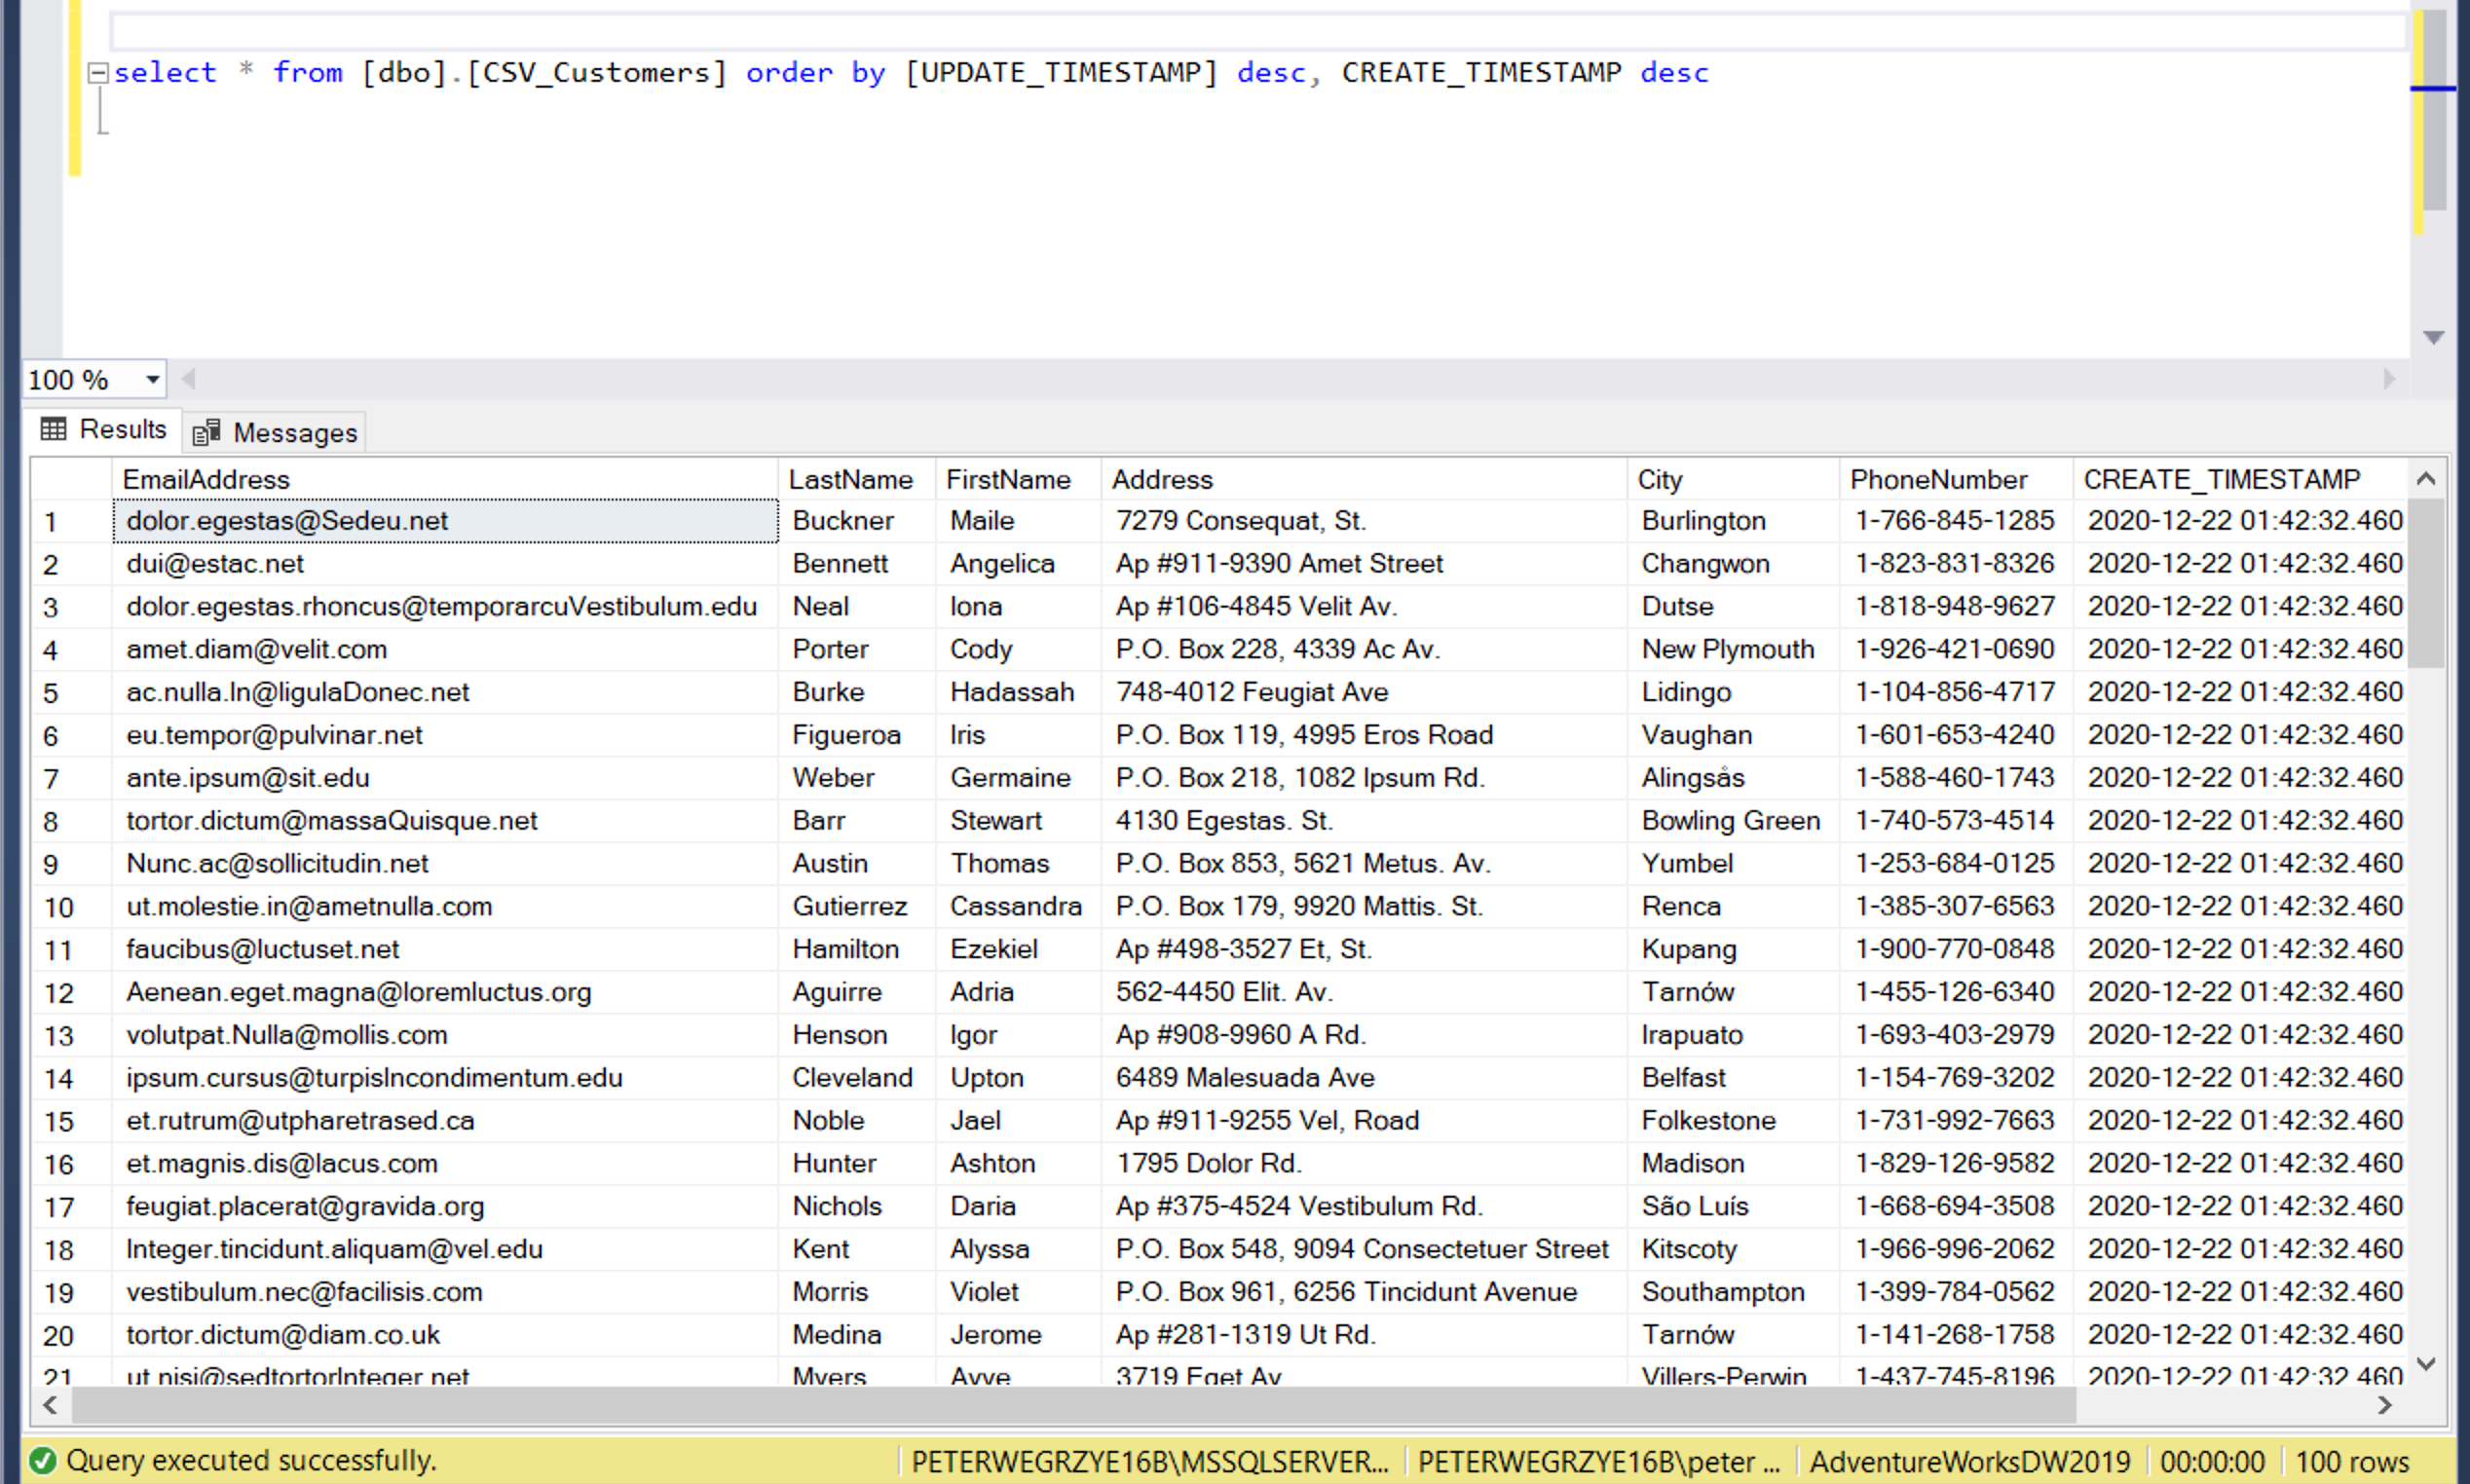 select * from [dbo].[CSV_Customers] order by [UPDATE_TIMESTAMP] desc, CREATE_TIMESTAMP desc
100 %
Results Messages
EmailAddress LastName FirstName Address City PhoneNumber CREATE_TIMESTAMP
1 dolor.egestas@Sedeu.net Buckner Maile 7279 Consequat, St. Burlington 1-766-845-1285 2020-12-22 01:42:32.460
2 dui@estac.net Bennett Angelica Ap #911-9390 Amet Street Changwon 1-823-831-8326 2020-12-22 01:42:32.460
3 dolor.egestas.rhoncus@temporarcuVestibulum.edu Neal Iona Ap #106-4845 Velit Av. Dutse 1-818-948-9627 2020-12-22 01:42:32.460
4 amet.diam@velit.com Porter Cody P.O. Box 228, 4339 Ac Av. New Plymouth 1-926-421-0690 2020-12-22 01:42:32.460
5 ac.nulla.In@ligulaDonec.net Burke Hadassah 748-4012 Feugiat Ave Lidingo 1-104-856-4717 2020-12-22 01:42:32.460
6 eu.tempor@pulvinar.net Figueroa Iris P.O. Box 119, 4995 Eros Road Vaughan 1-601-653-4240 2020-12-22 01:42:32.460
7 ante.ipsum@sit.edu Weber Germaine P.O. Box 218, 1082 Ipsum Rd. Alingsås 1-588-460-1743 2020-12-22 01:42:32.460
8 tortor.dictum@massaQuisque.net Barr Stewart 4130 Egestas. St. Bowling Green 1-740-573-4514 2020-12-22 01:42:32.460
9 Nunc.ac@sollicitudin.net Austin Thomas P.O. Box 853, 5621 Metus. Av. Yumbel 1-253-684-0125 2020-12-22 01:42:32.460
10 ut.molestie.in@ametnulla.com Gutierrez Cassandra P.O. Box 179, 9920 Mattis. St. Renca 1-385-307-6563 2020-12-22 01:42:32.460
11 faucibus@luctuset.net Hamilton Ezekiel Ap #498-3527 Et, St. Kupang 1-900-770-0848 2020-12-22 01:42:32.460
12 Aenean.eget.magna@loremluctus.org Aguirre Adria 562-4450 Elit. Av. Tarnów 1-455-126-6340 2020-12-22 01:42:32.460
13 volutpat.Nulla@mollis.com Henson Igor Ap #908-9960 A Rd. Irapuato 1-693-403-2979 2020-12-22 01:42:32.460
14 ipsum.cursus@turpisIncondimentum.edu Cleveland Upton 6489 Malesuada Ave Belfast 1-154-769-3202 2020-12-22 01:42:32.460
15 et.rutrum@utpharetrased.ca Noble Jael Ap #911-9255 Vel, Road Folkestone 1-731-992-7663 2020-12-22 01:42:32.460
16 et.magnis.dis@lacus.com Hunter Ashton 1795 Dolor Rd. Madison 1-829-126-9582 2020-12-22 01:42:32.460
17 feugiat.placerat@gravida.org Nichols Daria Ap #375-4524 Vestibulum Rd. São Luís 1-668-694-3508 2020-12-22 01:42:32.460
18 Integer.tincidunt.aliquam@vel.edu Kent Alyssa P.O. Box 548, 9094 Consectetuer Street Kitscoty 1-966-996-2062 2020-12-22 01:42:32.460
19 vestibulum.nec@facilisis.com Morris Violet P.O. Box 961, 6256 Tincidunt Avenue Southampton 1-399-784-0562 2020-12-22 01:42:32.460
20 tortor.dictum@diam.co.uk Medina Jerome Ap #281-1319 Ut Rd. Tarnów 1-141-268-1758 2020-12-22 01:42:32.460
21 ut.nisi@sedtortorInteger.net Myers Avye 3719 Eget Av Villers-Perwin 1-437-745-8196 2020-12-22 01:42:32.460
Query executed successfully. PETERWEGRZYE16B\MSSQLSERVER... PETERWEGRZYE16B\peter ... AdventureWorksDW2019 00:00:00 100 rows